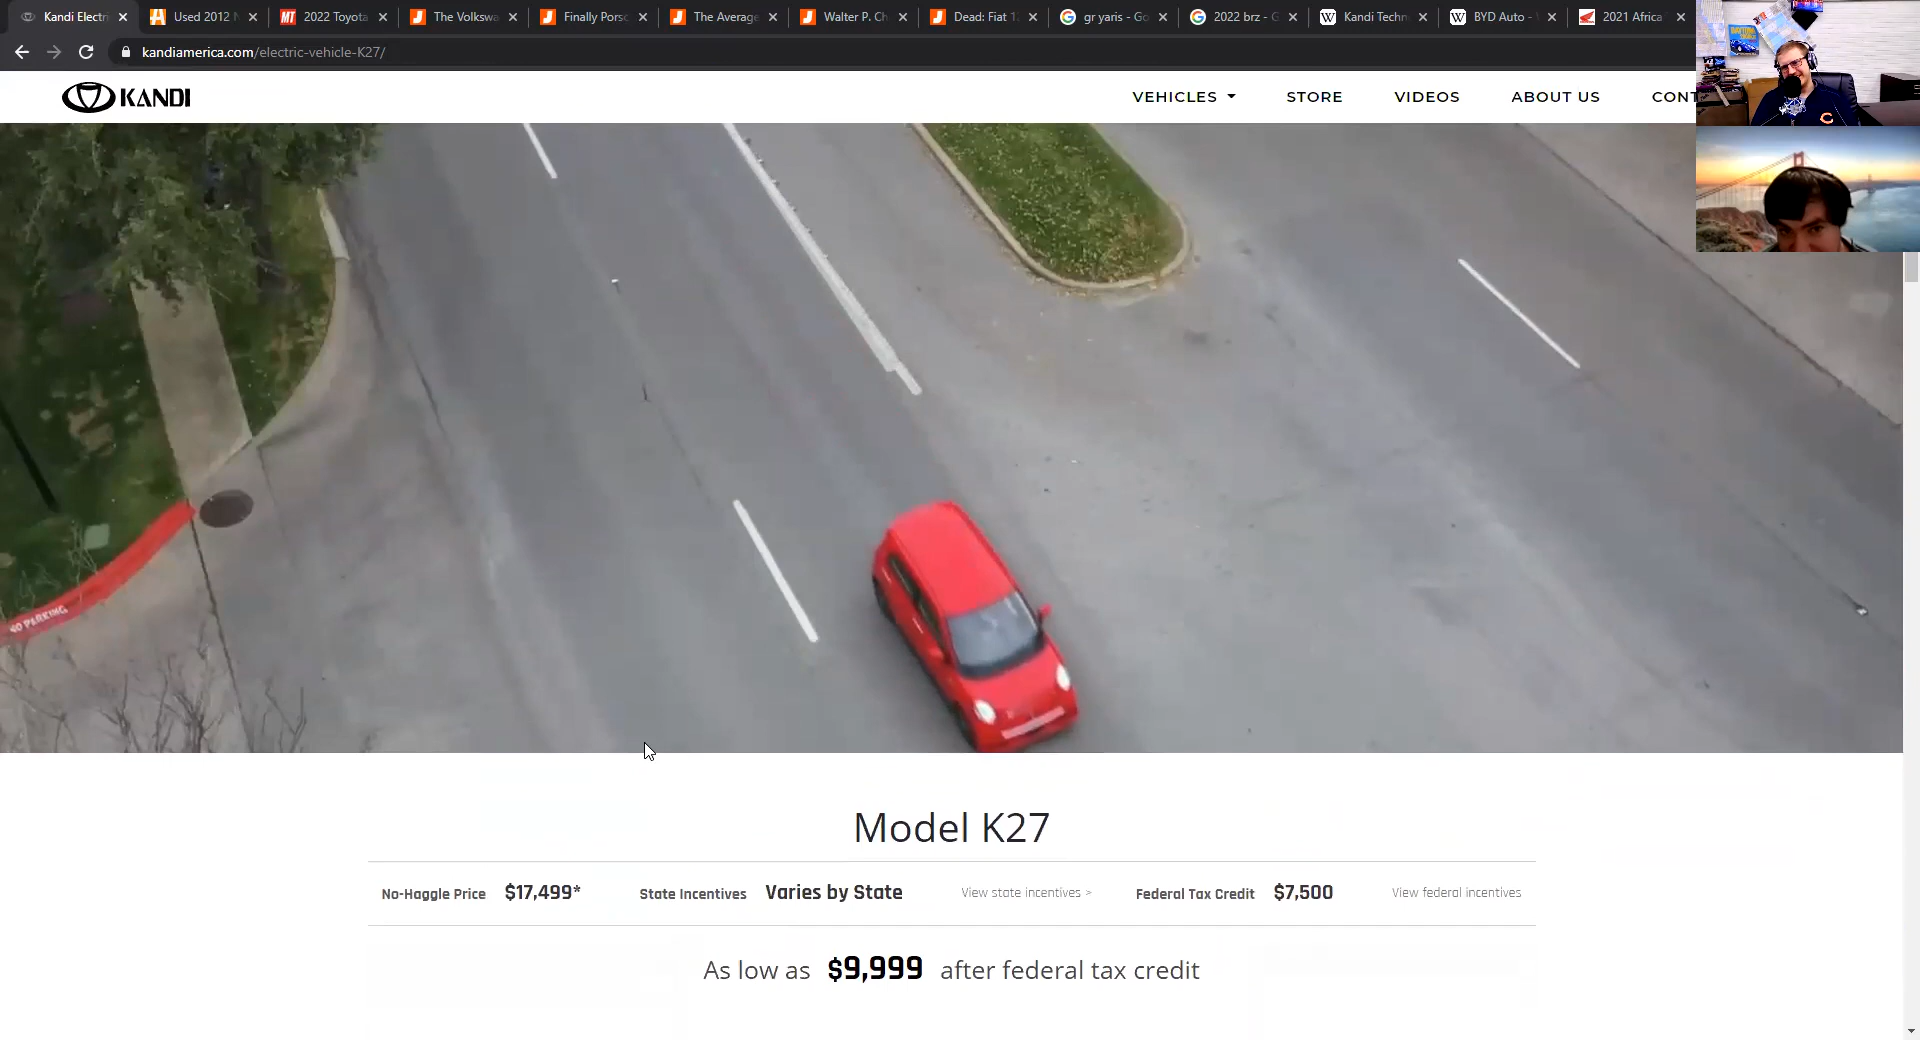 Kandi Electri
Used 2012
2022 Toyota
The Volkswa
Finally Pors
The Average
Walter P. Ch
Dead: Fiat 1
gr yaris - Go
2022 brz - G
Kandi Techn
BYD Auto -
2021 Africa
kandiamerica.com/electric-vehicle-K27/
KANDI
VEHICLES
STORE
VIDEOS
ABOUT US
CONT
NO PARKING
Model K27
No-Haggle Price $17,499* State Incentives Varies by State View state incentives > Federal Tax Credit $7,500 View federal incentives
As low as $9,999 after federal tax credit